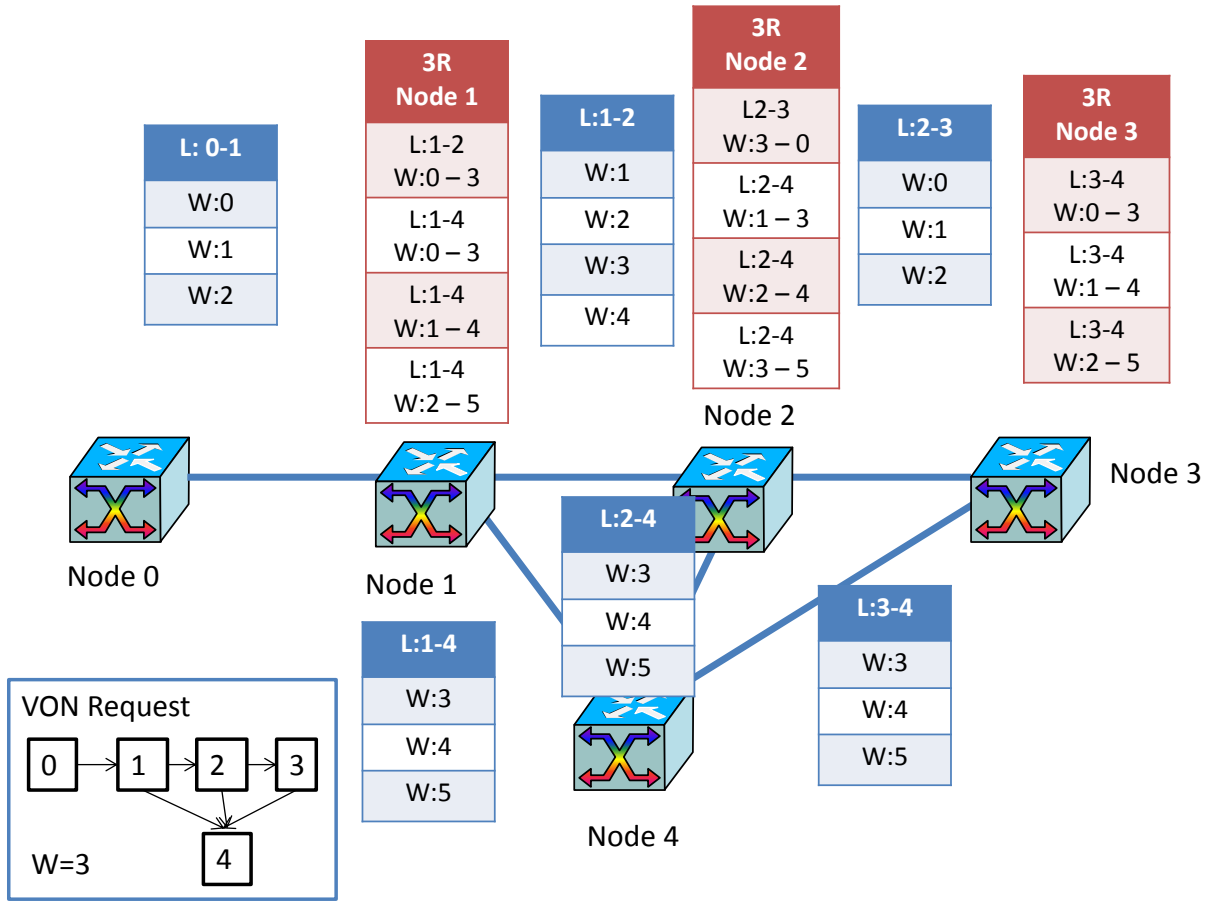 L: 0-1
W:0
W:1
W:2
3R
Node 1
L:1-2
W:0 – 3
L:1-4
W:0 – 3
L:1-4
W:1 – 4
L:1-4
W:2 – 5
L:1-2
W:1
W:2
W:3
W:4
3R
Node 2
L2-3
W:3 – 0
L:2-4
W:1 – 3
L:2-4
W:2 – 4
L:2-4
W:3 – 5
L:2-3
W:0
W:1
W:2
3R
Node 3
L:3-4
W:0 – 3
L:3-4
W:1 – 4
L:3-4
W:2 – 5
Node 0
Node 1
Node 2
Node 3
L:2-4
W:3
W:4
W:5
L:1-4
W:3
W:4
W:5
L:3-4
W:3
W:4
W:5
Node 4
VON Request
0
1
2
3
4
W=3